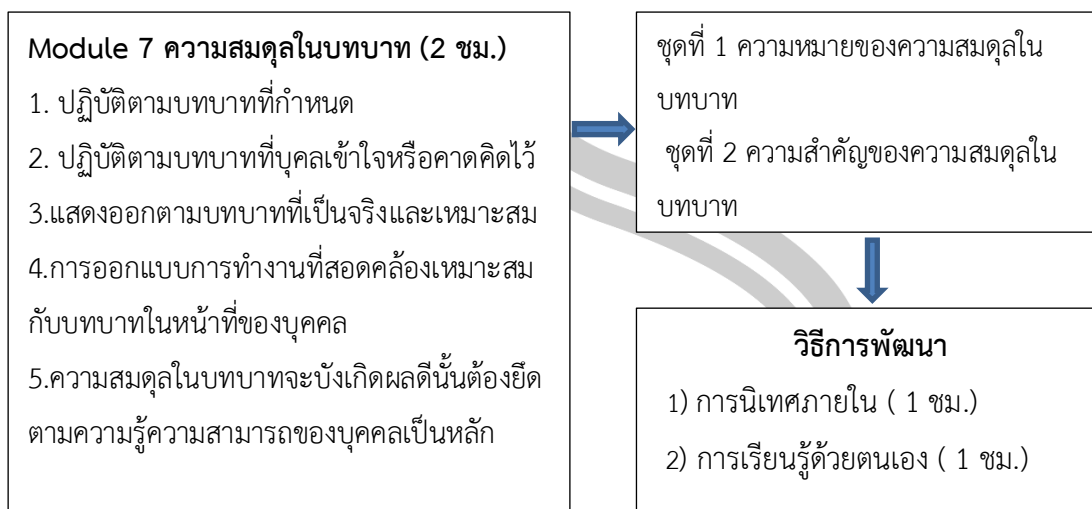 Module 7 ความสมดุลในบทบาท (2 ชม.)
1. ปฏิบัติตามบทบาทที่กำหนด
2. ปฏิบัติตามบทบาทที่บุคลเข้าใจหรือคาดคิดไว้
3.แสดงออกตามบทบาทที่เป็นจริงและเหมาะสม
4.การออกแบบการทำงานที่สอดคล้องเหมาะสม
กับบทบาทในหน้าที่ของบุคคล
5.ความสมดุลในบทบาทจะบังเกิดผลดีนั้นต้องยึด
ตามความรู้ความสามารถของบุคคลเป็นหลัก
ชุดที่ 1 ความหมายของความสมดุลใน
บทบาท
ชุดที่ 2 ความสำคัญของความสมดุลใน
บทบาท
วิธีการพัฒนา
1) การนิเทศภายใน ( 1 ชม.)
2) การเรียนรู้ด้วยตนเอง ( 1 ชม.)